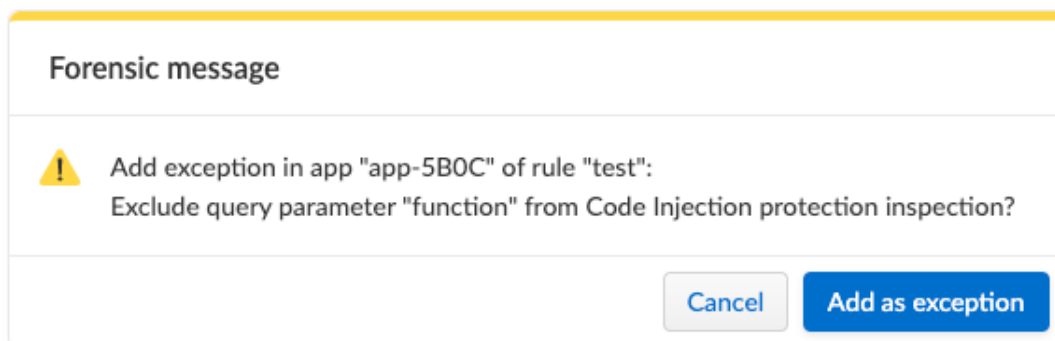 Forensic message
Add exception in app "app-5B0C" of rule "test":
Exclude query parameter "function" from Code Injection protection inspection?
Cancel
Add as exception